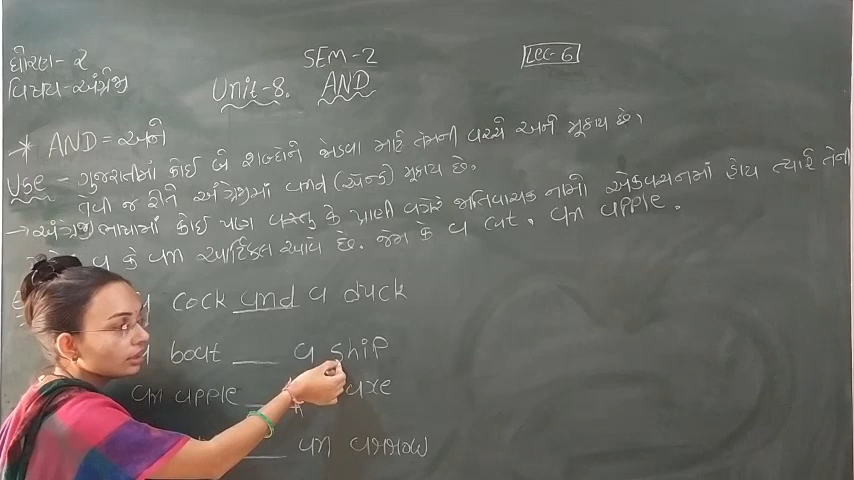 ધોરણ-૨
SEM-2
Lec-6
વિષય-અંગ્રેજી
Unit-8. AND
* AND = અને
Use - ગુજરાતીમાં કોઈ બે શબ્દોને જોડવા માટે તેમની વચ્ચે અને મૂકાય છે.
તેવી જ રીતે અંગ્રેજીમાં and (એન્ડ) મૂકાય છે.
→ અંગ્રેજી ભાષામાં કોઈ પણ વસ્તુ કે પ્રાણી વગેરે જાતિવાચક નામો એકવચનમાં હોય ત્યારે તેની
a કે an આર્ટિકલ આવે છે. જેમ કે a cat, an apple.
a cock and a duck
a boat ___ a ship
an apple ___ axe
___ an arrow